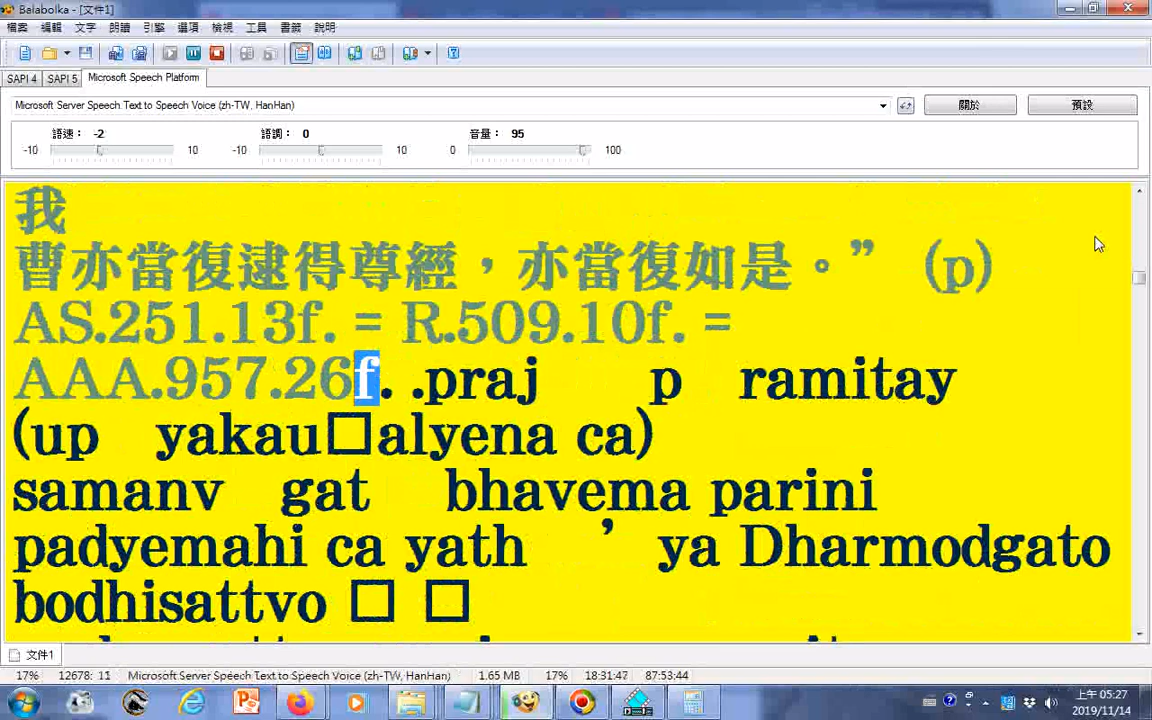 Balabolka - [文件1]
檔案 編輯 文字 朗讀 引擎 選項 檢視 工具 書籤 說明
SAPI 4 SAPI 5 Microsoft Speech Platform
Microsoft Server Speech Text to Speech Voice (zh-TW, HanHan) 關於 預設
語速： -2 語調： 0 音量： 95
-10 10 -10 10 0 100
我
曹亦當復逮得尊經，亦當復如是。” (p)
AS.251.13f. = R.509.10f. =
AAA.957.26f. .praj p ramitay
(up yakau□alyena ca)
samanv gat bhavema parini
padyemahi ca yath ’ ya Dharmodgato
bodhisattvo □ □
文件1
17% 12678: 11 Microsoft Server Speech Text to Speech Voice (zh-TW, HanHan) 1.65 MB 17% 18:31:47 87:53:44
上午 05:27
2019/11/14